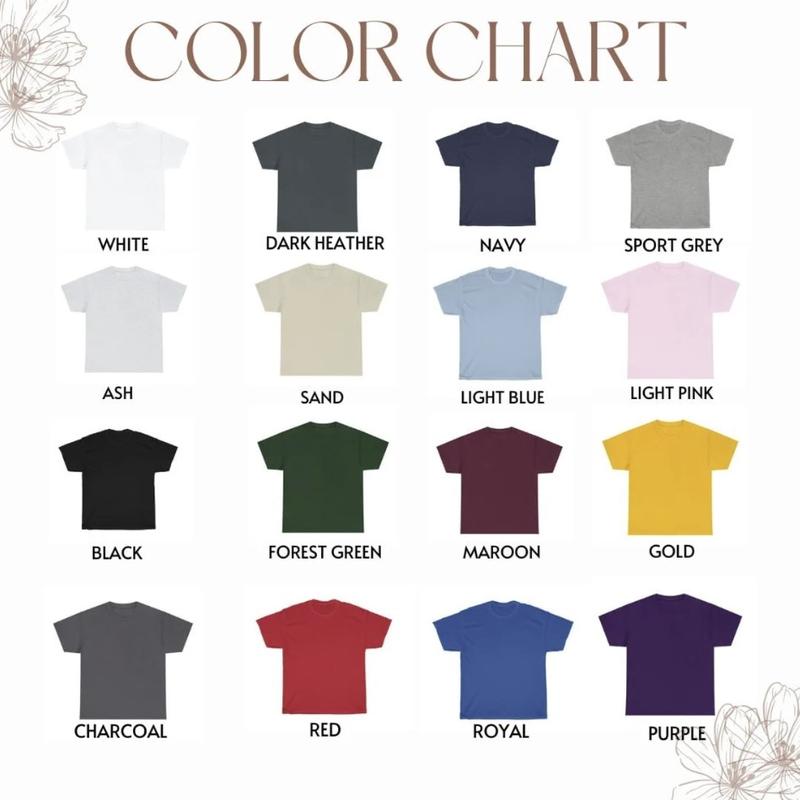 COLOR CHART
WHITE
DARK HEATHER
NAVY
SPORT GREY
ASH
SAND
LIGHT BLUE
LIGHT PINK
BLACK
FOREST GREEN
MAROON
GOLD
CHARCOAL
RED
ROYAL
PURPLE